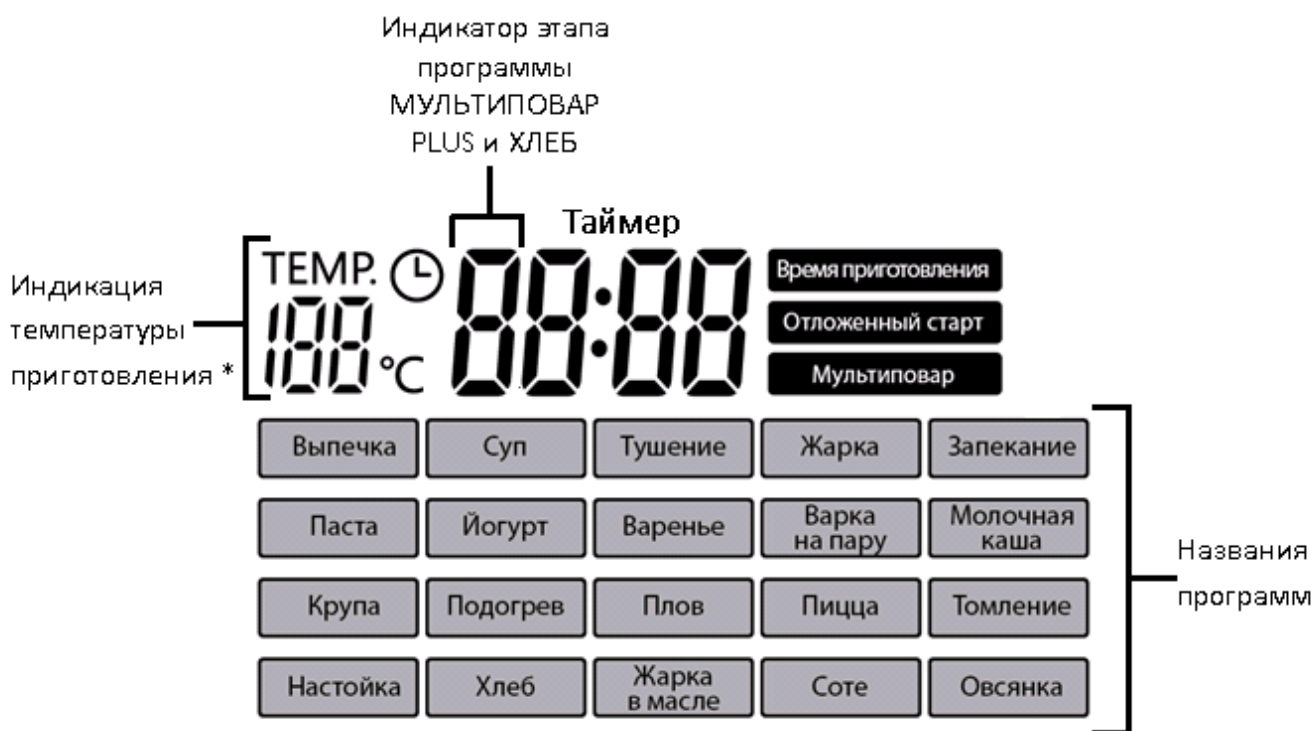 Индикатор этапа
программы
МУЛЬТИПОВАР
PLUS и ХЛЕБ
Таймер
Индикация
температуры
приготовления *
TEMP.
188 °C
88:88
Время приготовления
Отложенный старт
Мультиповар
Выпечка
Суп
Тушение
Жарка
Запекание
Паста
Йогурт
Варенье
Варка
на пару
Молочная
каша
Крупа
Подогрев
Плов
Пицца
Томление
Настойка
Хлеб
Жарка
в масле
Соте
Овсянка
Названия
программ